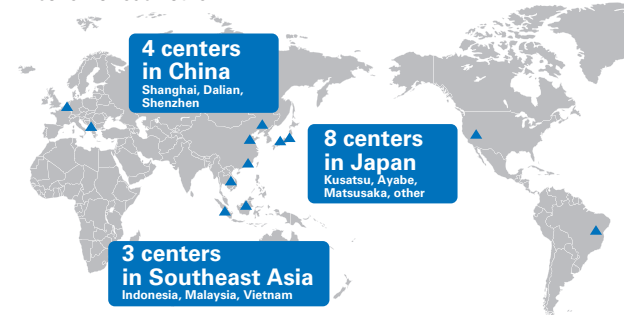 4 centers
in China
Shanghai, Dalian,
Shenzhen
8 centers
in Japan
Kusatsu, Ayabe,
Matsusaka, other
3 centers
in Southeast Asia
Indonesia, Malaysia, Vietnam